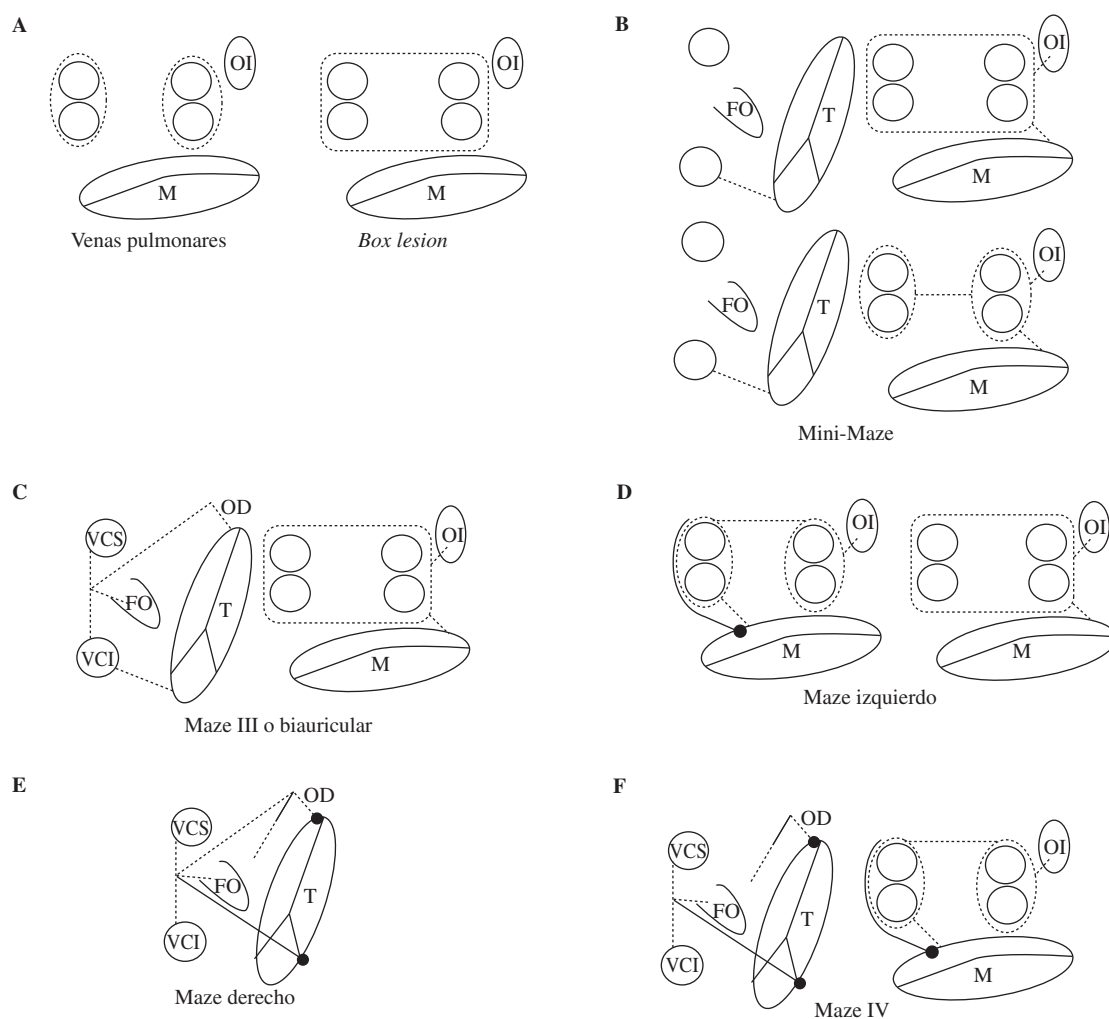 A
OI
OI
M
M
Venas pulmonares
Box lesion
B
OI
FO
T
M
OI
FO
T
M
Mini-Maze
C
OD
VCS
OI
FO
T
VCI
M
Maze III o biauricular
D
OI
OI
M
M
Maze izquierdo
E
OD
VCS
FO
T
VCI
Maze derecho
F
OD
VCS
OI
FO
T
VCI
M
Maze IV